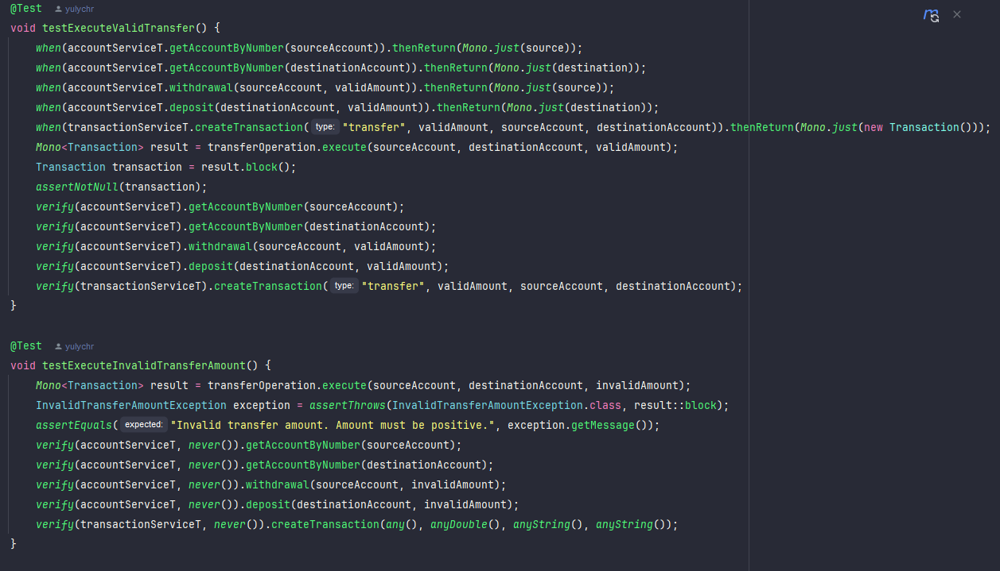 @Test yulychr
void testExecuteValidTransfer() {
when(accountServiceT.getAccountByNumber(sourceAccount)).thenReturn(Mono.just(source));
when(accountServiceT.getAccountByNumber(destinationAccount)).thenReturn(Mono.just(destination));
when(accountServiceT.withdrawal(sourceAccount, validAmount)).thenReturn(Mono.just(source));
when(accountServiceT.deposit(destinationAccount, validAmount)).thenReturn(Mono.just(destination));
when(transactionServiceT.createTransaction( type: "transfer", validAmount, sourceAccount, destinationAccount)).thenReturn(Mono.just(new Transaction()));
Mono<Transaction> result = transferOperation.execute(sourceAccount, destinationAccount, validAmount);
Transaction transaction = result.block();
assertNotNull(transaction);
verify(accountServiceT).getAccountByNumber(sourceAccount);
verify(accountServiceT).getAccountByNumber(destinationAccount);
verify(accountServiceT).withdrawal(sourceAccount, validAmount);
verify(accountServiceT).deposit(destinationAccount, validAmount);
verify(transactionServiceT).createTransaction( type: "transfer", validAmount, sourceAccount, destinationAccount);
}
@Test yulychr
void testExecuteInvalidTransferAmount() {
Mono<Transaction> result = transferOperation.execute(sourceAccount, destinationAccount, invalidAmount);
InvalidTransferAmountException exception = assertThrows(InvalidTransferAmountException.class, result::block);
assertEquals( expected: "Invalid transfer amount. Amount must be positive.", exception.getMessage());
verify(accountServiceT, never()).getAccountByNumber(sourceAccount);
verify(accountServiceT, never()).getAccountByNumber(destinationAccount);
verify(accountServiceT, never()).withdrawal(sourceAccount, invalidAmount);
verify(accountServiceT, never()).deposit(destinationAccount, invalidAmount);
verify(transactionServiceT, never()).createTransaction(any(), anyDouble(), anyString(), anyString());
}